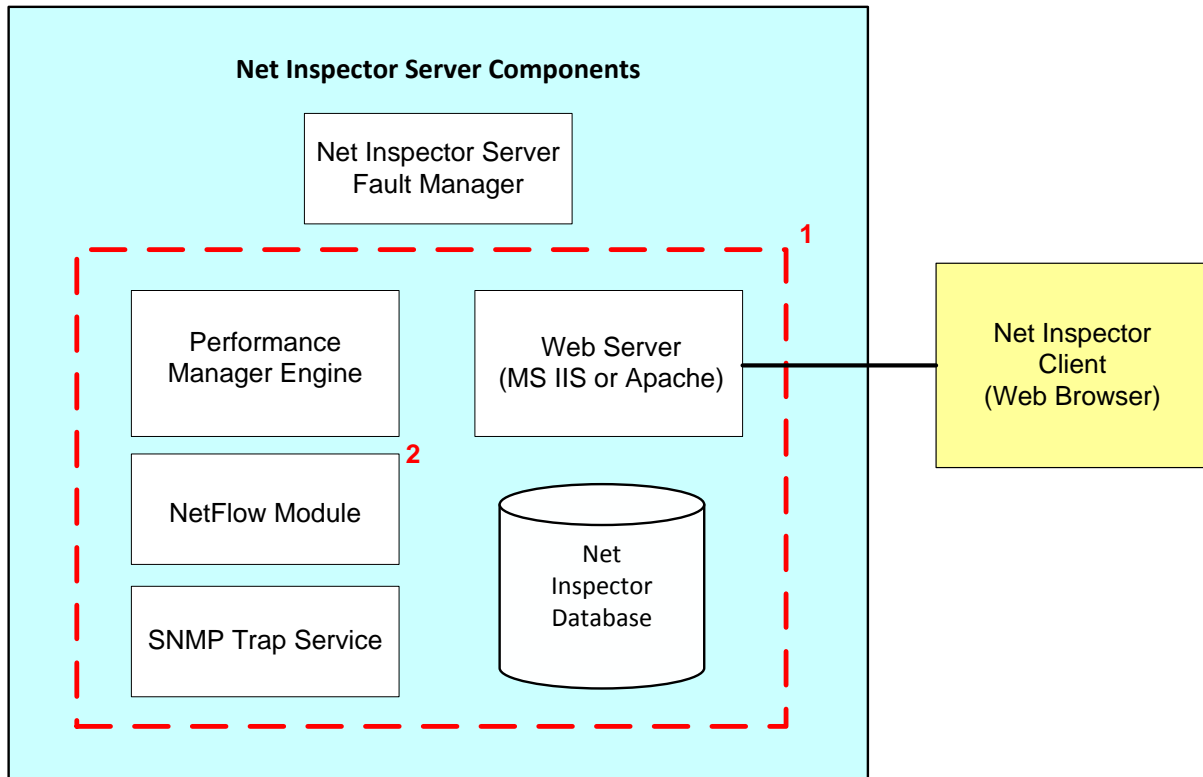 Net Inspector Server Components
Net Inspector Server
Fault Manager
1
Performance
Manager Engine
Web Server
(MS IIS or Apache)
Net Inspector
Client
(Web Browser)
2
NetFlow Module
Net
Inspector
Database
SNMP Trap Service